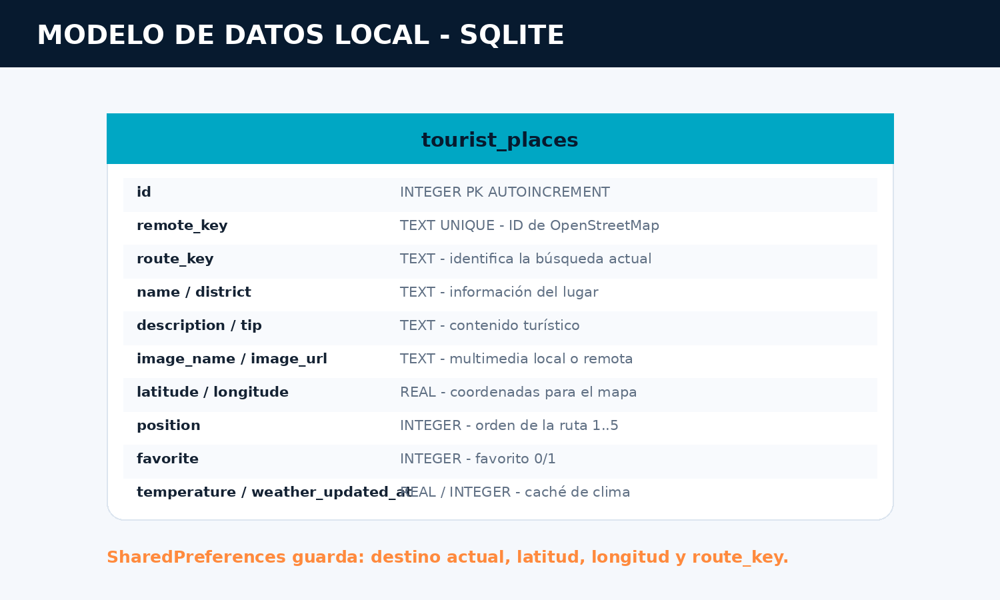 MODELO DE DATOS LOCAL - SQLITE
tourist_places
id INTEGER PK AUTOINCREMENT
remote_key TEXT UNIQUE - ID de OpenStreetMap
route_key TEXT - identifica la búsqueda actual
name / district TEXT - información del lugar
description / tip TEXT - contenido turístico
image_name / image_url TEXT - multimedia local o remota
latitude / longitude REAL - coordenadas para el mapa
position INTEGER - orden de la ruta 1..5
favorite INTEGER - favorito 0/1
temperature / weather_updated_at REAL / INTEGER - caché de clima
SharedPreferences guarda: destino actual, latitud, longitud y route_key.